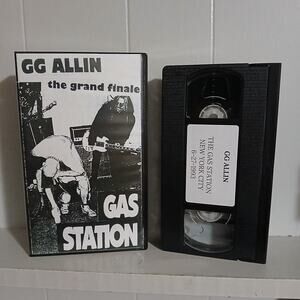 GG ALLIN
the grand finale
GAS
STATION
GG ALLIN
THE GAS STATION
NEW YORK CITY
6-27-1993